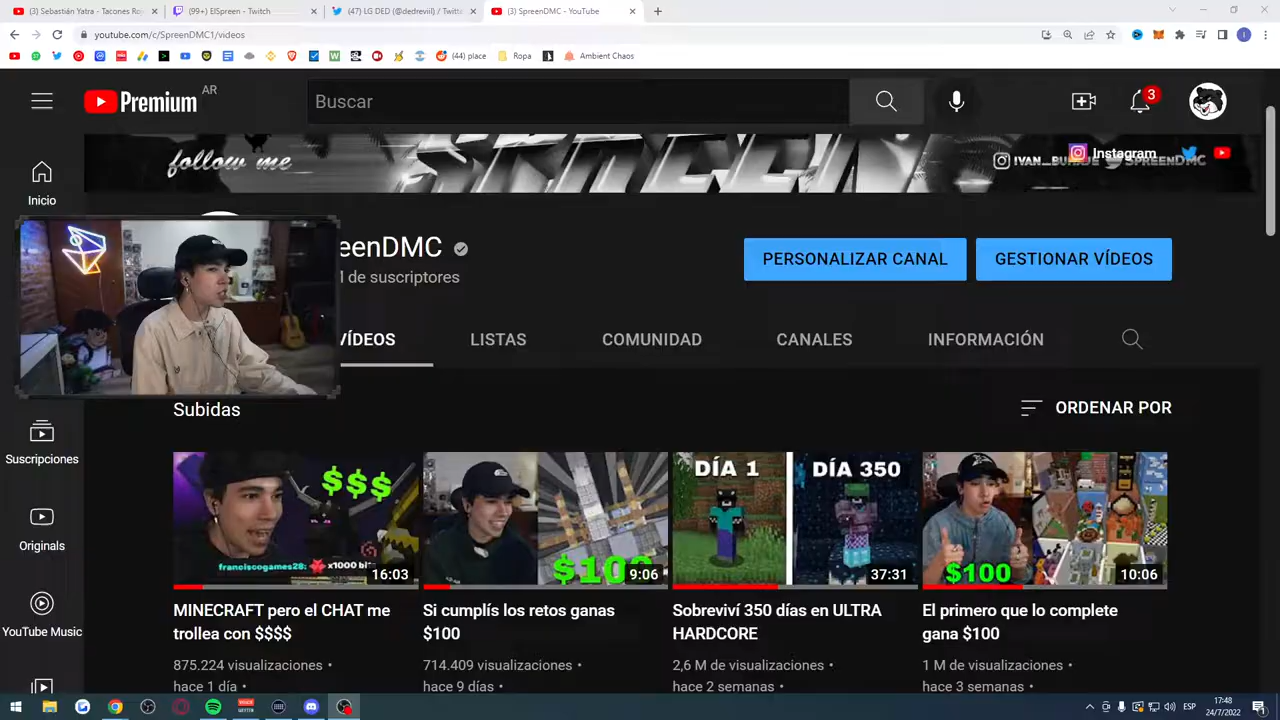 (3) Sebastián Yatra - Tacones Ro
(99+) ElSpreen - Twitch
(47) LG DED (@dedreviil) / Twitte
(3) SpreenDMC - YouTube
youtube.com/c/SpreenDMC1/videos
(44) place
Ropa
Ambient Chaos
Premium AR
Buscar
3
follow me
SPREEN
Instagram
SPREENDMC
Inicio
reenDMC
M de suscriptores
PERSONALIZAR CANAL
GESTIONAR VÍDEOS
VÍDEOS
LISTAS
COMUNIDAD
CANALES
INFORMACIÓN
Subidas
ORDENAR POR
Suscripciones
Originals
YouTube Music
$$$
franciscogames28:
x1000 bi
16:03
$100
9:06
DÍA 1
DÍA 350
37:31
$100
10:06
MINECRAFT pero el CHAT me
trollea con $$$$
875.224 visualizaciones •
hace 1 día •
Si cumplís los retos ganas
$100
714.409 visualizaciones •
hace 9 días •
Sobreviví 350 días en ULTRA
HARDCORE
2,6 M de visualizaciones •
hace 2 semanas •
El primero que lo complete
gana $100
1 M de visualizaciones •
hace 3 semanas •
ESP
17:48
24/7/2022